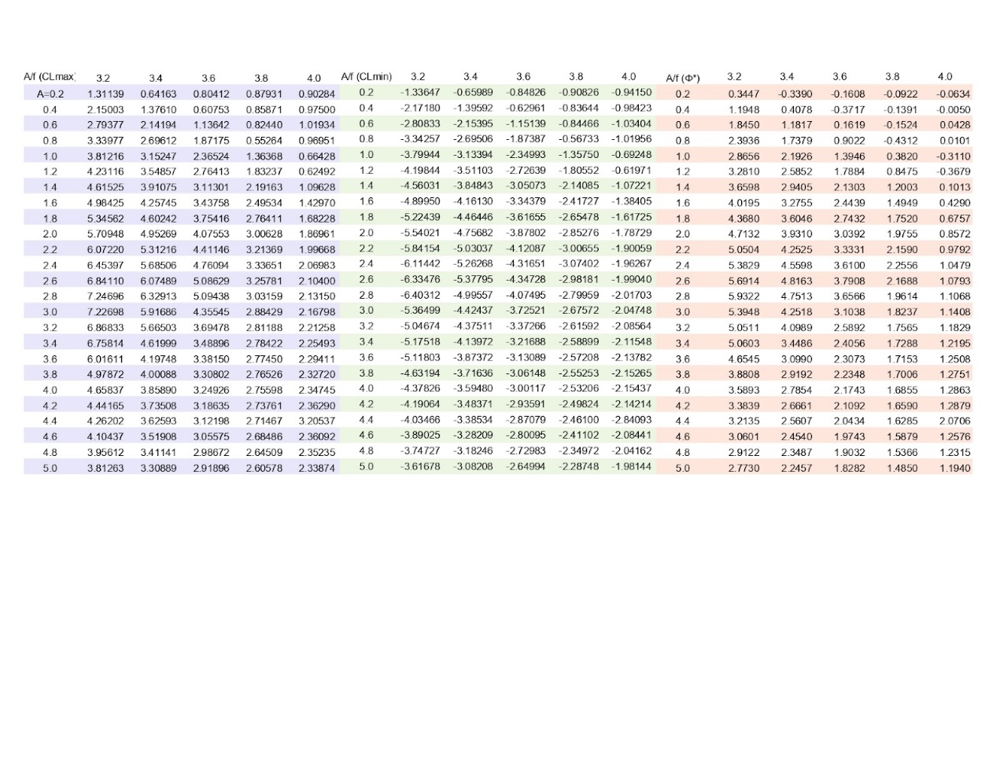 A/f (CLmax) 3.2 3.4 3.6 3.8 4.0 A/f (CLmin) 3.2 3.4 3.6 3.8 4.0 A/f (Φ*) 3.2 3.4 3.6 3.8 4.0
A=0.2 1.31139 0.64163 0.80412 0.87931 0.90284 0.2 -1.33647 -0.65989 -0.84826 -0.90826 -0.94150 0.2 0.3447 -0.3390 -0.1608 -0.0922 -0.0634
0.4 2.15003 1.37610 0.60753 0.85871 0.97500 0.4 -2.17180 -1.39592 -0.62961 -0.83644 -0.98423 0.4 1.1948 0.4078 -0.3717 -0.1391 -0.0050
0.6 2.79377 2.14194 1.13642 0.82440 1.01934 0.6 -2.80833 -2.15395 -1.15139 -0.84466 -1.03404 0.6 1.8450 1.1817 0.1619 -0.1524 0.0428
0.8 3.33977 2.69612 1.87175 0.55264 0.96951 0.8 -3.34257 -2.69506 -1.87387 -0.56733 -1.01956 0.8 2.3936 1.7379 0.9022 -0.4312 0.0101
1.0 3.81216 3.15247 2.36524 1.36368 0.66428 1.0 -3.79944 -3.13394 -2.34993 -1.35750 -0.69248 1.0 2.8656 2.1926 1.3946 0.3820 -0.3110
1.2 4.23116 3.54857 2.76413 1.83237 0.62492 1.2 -4.19844 -3.51103 -2.72639 -1.80552 -0.61971 1.2 3.2810 2.5852 1.7884 0.8475 -0.3679
1.4 4.61525 3.91075 3.11301 2.19163 1.09628 1.4 -4.56031 -3.84843 -3.05073 -2.14085 -1.07221 1.4 3.6598 2.9405 2.1303 1.2003 0.1013
1.6 4.98425 4.25745 3.43758 2.49534 1.42970 1.6 -4.89950 -4.16130 -3.34379 -2.41727 -1.38405 1.6 4.0195 3.2755 2.4439 1.4949 0.4290
1.8 5.34562 4.60242 3.75416 2.76411 1.68228 1.8 -5.22439 -4.46446 -3.61655 -2.65478 -1.61725 1.8 4.3680 3.6046 2.7432 1.7520 0.6757
2.0 5.70948 4.95269 4.07553 3.00628 1.86961 2.0 -5.54021 -4.75682 -3.87802 -2.85276 -1.78729 2.0 4.7132 3.9310 3.0392 1.9755 0.8572
2.2 6.07220 5.31216 4.41146 3.21369 1.99668 2.2 -5.84154 -5.03037 -4.12087 -3.00655 -1.90059 2.2 5.0504 4.2525 3.3331 2.1590 0.9792
2.4 6.45397 5.68506 4.76094 3.33651 2.06983 2.4 -6.11442 -5.26268 -4.31651 -3.07402 -1.96267 2.4 5.3829 4.5598 3.6100 2.2556 1.0479
2.6 6.84110 6.07489 5.08629 3.25781 2.10400 2.6 -6.33476 -5.37795 -4.34728 -2.98181 -1.99040 2.6 5.6914 4.8163 3.7908 2.1688 1.0793
2.8 7.24696 6.32913 5.09438 3.03159 2.13150 2.8 -6.40312 -4.99557 -4.07495 -2.79959 -2.01703 2.8 5.9322 4.7513 3.6566 1.9614 1.1068
3.0 7.22698 5.91686 4.35545 2.88429 2.16798 3.0 -5.36499 -4.42437 -3.72521 -2.67572 -2.04748 3.0 5.3948 4.2518 3.1038 1.8237 1.1408
3.2 6.86833 5.66503 3.69478 2.81188 2.21258 3.2 -5.04674 -4.37511 -3.37266 -2.61592 -2.08564 3.2 5.0511 4.0989 2.5892 1.7565 1.1829
3.4 6.75814 4.61999 3.48896 2.78422 2.25493 3.4 -5.17518 -4.13972 -3.21688 -2.58899 -2.11548 3.4 5.0603 3.4486 2.4056 1.7288 1.2195
3.6 6.01611 4.19748 3.38150 2.77450 2.29411 3.6 -5.11803 -3.87372 -3.13089 -2.57208 -2.13782 3.6 4.6545 3.0990 2.3073 1.7153 1.2508
3.8 4.97872 4.00088 3.30802 2.76526 2.32720 3.8 -4.63194 -3.71636 -3.06148 -2.55253 -2.15265 3.8 3.8808 2.9192 2.2348 1.7006 1.2751
4.0 4.65837 3.85890 3.24926 2.75598 2.34745 4.0 -4.37826 -3.59480 -3.00117 -2.53206 -2.15437 4.0 3.5893 2.7854 2.1743 1.6855 1.2863
4.2 4.44165 3.73508 3.18635 2.73761 2.36290 4.2 -4.19064 -3.48371 -2.93591 -2.49824 -2.14214 4.2 3.3839 2.6661 2.1092 1.6590 1.2879
4.4 4.26202 3.62593 3.12198 2.71467 3.20537 4.4 -4.03466 -3.38534 -2.87079 -2.46100 -2.84093 4.4 3.2135 2.5607 2.0434 1.6285 2.0706
4.6 4.10437 3.51908 3.05575 2.68486 2.36092 4.6 -3.89025 -3.28209 -2.80095 -2.41102 -2.08441 4.6 3.0601 2.4540 1.9743 1.5879 1.2576
4.8 3.95612 3.41141 2.98672 2.64509 2.35235 4.8 -3.74727 -3.18246 -2.72983 -2.34972 -2.04162 4.8 2.9122 2.3487 1.9032 1.5366 1.2315
5.0 3.81263 3.30889 2.91896 2.60578 2.33874 5.0 -3.61678 -3.08208 -2.64994 -2.28748 -1.98144 5.0 2.7730 2.2457 1.8282 1.4850 1.1940